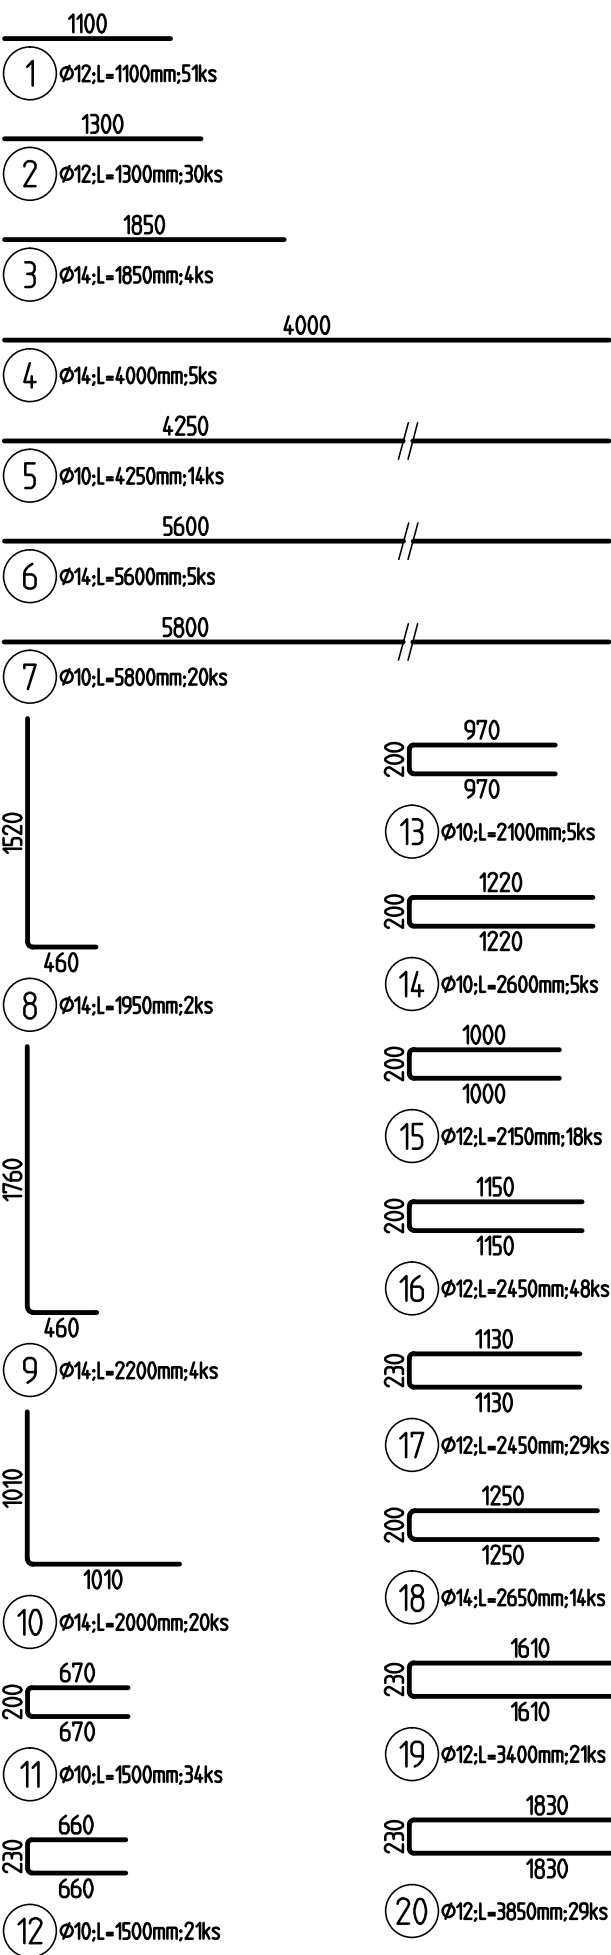 1100
1 Ø12;L=1100mm;51ks
1300
2 Ø12;L=1300mm;30ks
1850
3 Ø14;L=1850mm;4ks
4000
4 Ø14;L=4000mm;5ks
4250
5 Ø10;L=4250mm;14ks
5600
6 Ø14;L=5600mm;5ks
5800
7 Ø10;L=5800mm;20ks
1520
460
8 Ø14;L=1950mm;2ks
1760
460
9 Ø14;L=2200mm;4ks
1010
1010
10 Ø14;L=2000mm;20ks
670
200
670
11 Ø10;L=1500mm;34ks
660
230
660
12 Ø10;L=1500mm;21ks
970
200
970
13 Ø10;L=2100mm;5ks
1220
200
1220
14 Ø10;L=2600mm;5ks
1000
200
1000
15 Ø12;L=2150mm;18ks
1150
200
1150
16 Ø12;L=2450mm;48ks
1130
230
1130
17 Ø12;L=2450mm;29ks
1250
200
1250
18 Ø14;L=2650mm;14ks
1610
230
1610
19 Ø12;L=3400mm;21ks
1830
230
1830
20 Ø12;L=3850mm;29ks